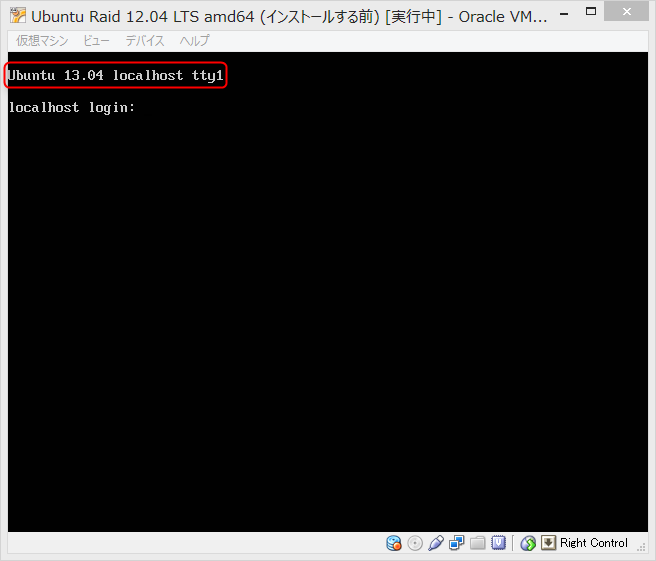 Ubuntu Raid 12.04 LTS amd64 (インストールする前) [実行中] - Oracle VM...
仮想マシン ビュー デバイス ヘルプ
Ubuntu 13.04 localhost tty1
localhost login:
Right Control